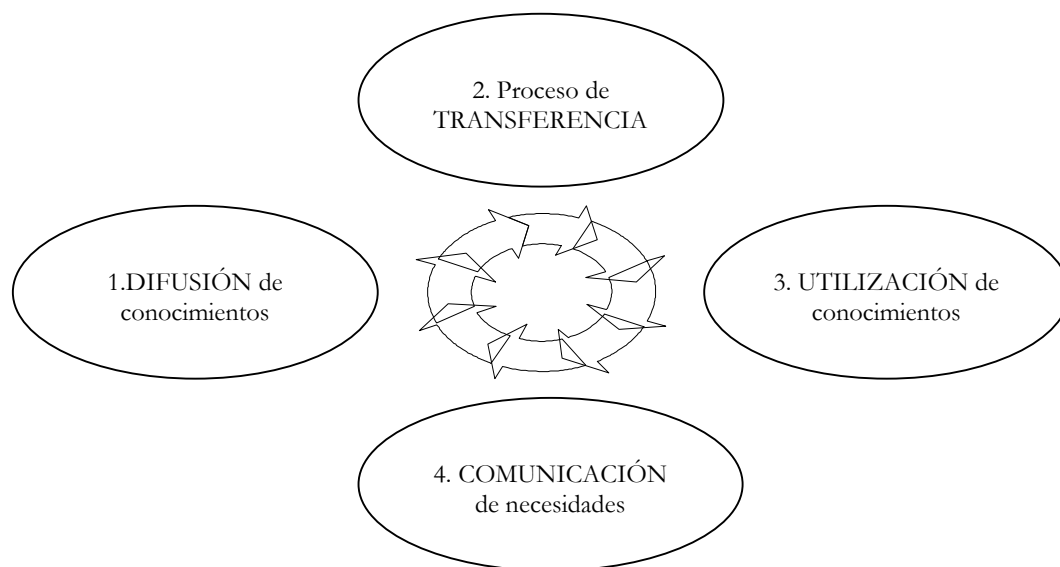 2. Proceso de
TRANSFERENCIA
1.DIFUSIÓN de
conocimientos
3. UTILIZACIÓN de
conocimientos
4. COMUNICACIÓN
de necesidades